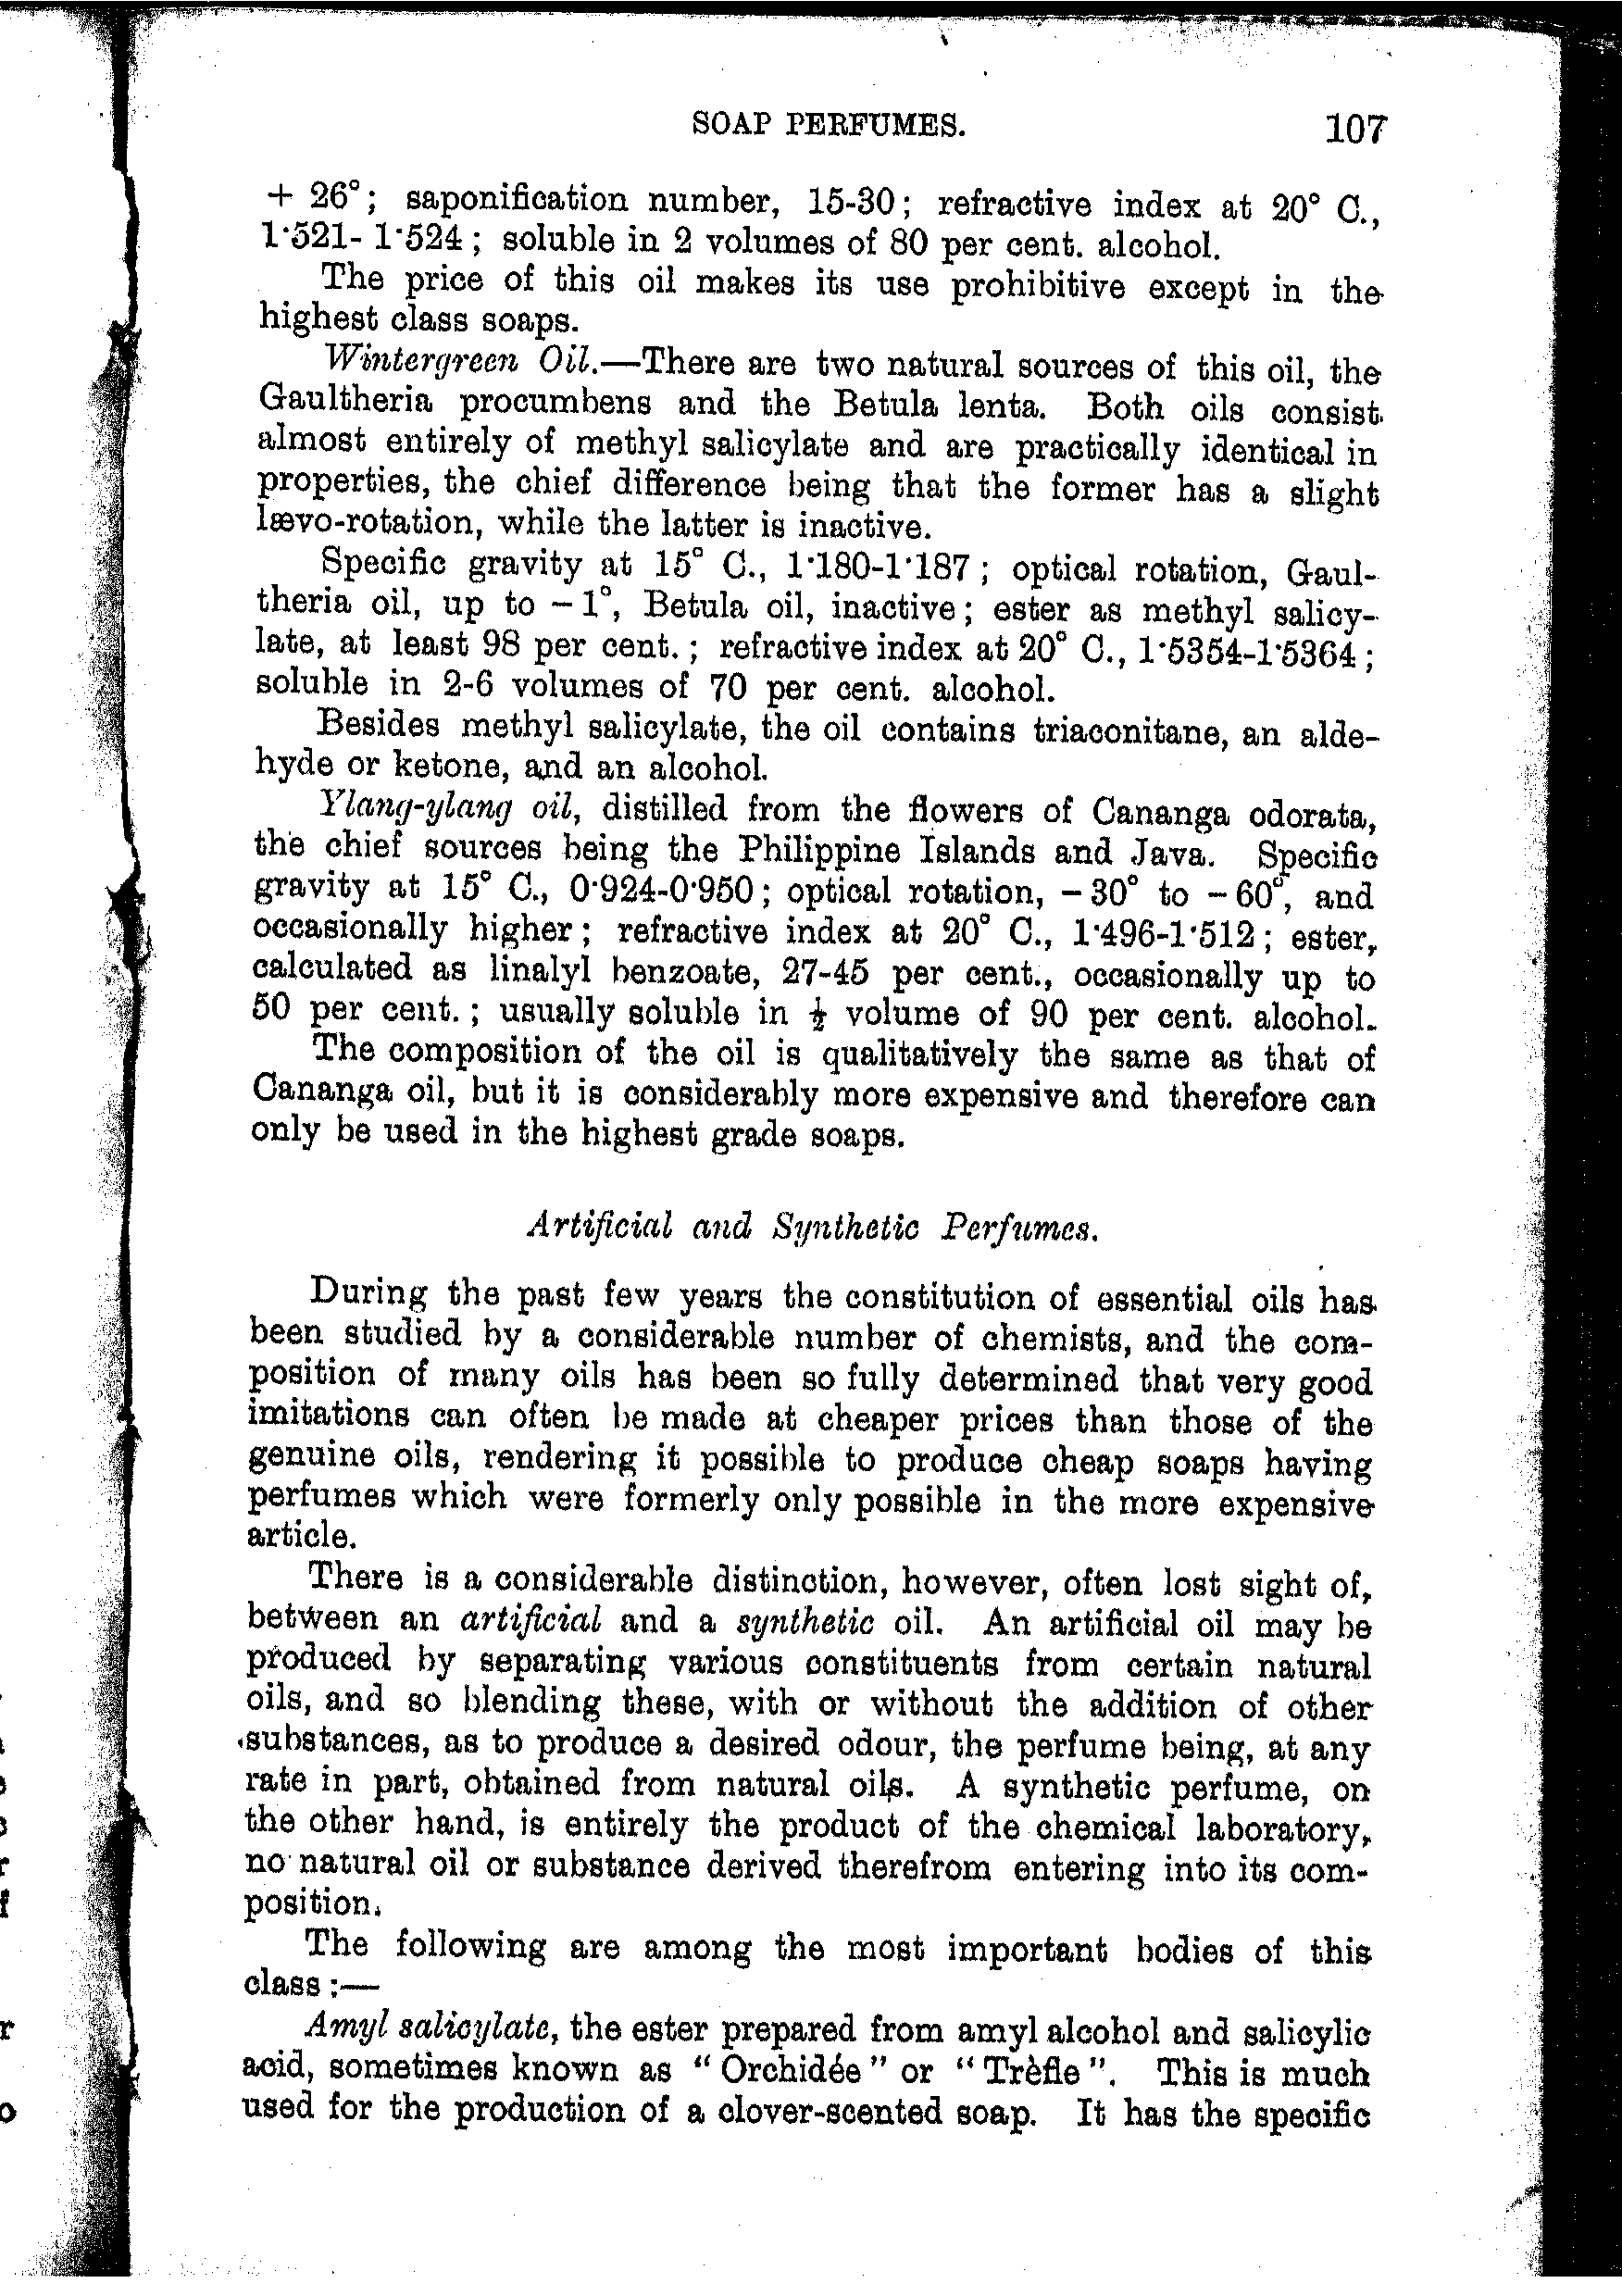 SOAP PERFUMES. 107
+ 26°; saponification number, 15-30; refractive index at 20° C.,
1·521- 1·524; soluble in 2 volumes of 80 per cent. alcohol.
The price of this oil makes its use prohibitive except in the
highest class soaps.
Wintergreen Oil.—There are two natural sources of this oil, the
Gaultheria procumbens and the Betula lenta. Both oils consist
almost entirely of methyl salicylate and are practically identical in
properties, the chief difference being that the former has a slight
lævo-rotation, while the latter is inactive.
Specific gravity at 15° C., 1·180-1·187; optical rotation, Gaul-
theria oil, up to – 1°, Betula oil, inactive; ester as methyl salicy-
late, at least 98 per cent.; refractive index at 20° C., 1·5354-1·5364;
soluble in 2-6 volumes of 70 per cent. alcohol.
Besides methyl salicylate, the oil contains triaconitane, an alde-
hyde or ketone, and an alcohol.
Ylang-ylang oil, distilled from the flowers of Cananga odorata,
the chief sources being the Philippine Islands and Java. Specific
gravity at 15° C., 0·924-0·950; optical rotation, – 30° to – 60°, and
occasionally higher; refractive index at 20° C., 1·496-1·512; ester,
calculated as linalyl benzoate, 27-45 per cent., occasionally up to
50 per cent.; usually soluble in ½ volume of 90 per cent. alcohol.
The composition of the oil is qualitatively the same as that of
Cananga oil, but it is considerably more expensive and therefore can
only be used in the highest grade soaps.
Artificial and Synthetic Perfumes.
During the past few years the constitution of essential oils has
been studied by a considerable number of chemists, and the com-
position of many oils has been so fully determined that very good
imitations can often be made at cheaper prices than those of the
genuine oils, rendering it possible to produce cheap soaps having
perfumes which were formerly only possible in the more expensive
article.
There is a considerable distinction, however, often lost sight of,
between an artificial and a synthetic oil. An artificial oil may be
produced by separating various constituents from certain natural
oils, and so blending these, with or without the addition of other
substances, as to produce a desired odour, the perfume being, at any
rate in part, obtained from natural oils. A synthetic perfume, on
the other hand, is entirely the product of the chemical laboratory,
no natural oil or substance derived therefrom entering into its com-
position.
The following are among the most important bodies of this
class:—
Amyl salicylate, the ester prepared from amyl alcohol and salicylic
acid, sometimes known as "Orchidée" or "Trèfle". This is much
used for the production of a clover-scented soap. It has the specific